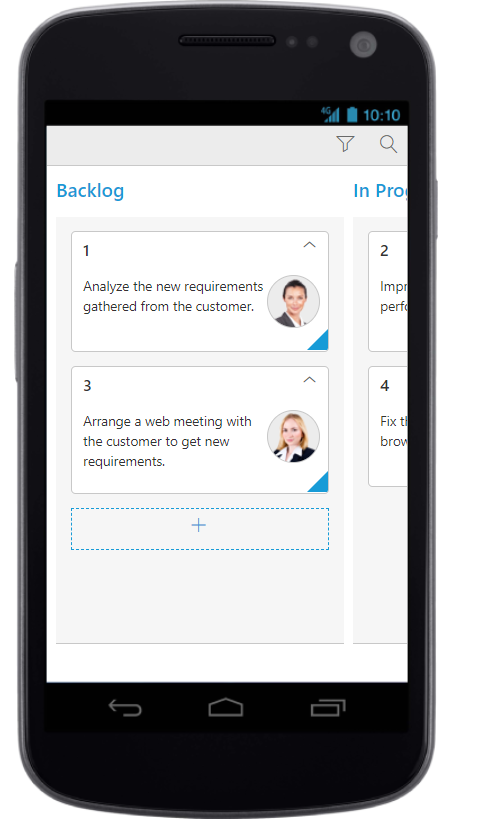 4G 10:10
Backlog
In Prog
1
Analyze the new requirements
gathered from the customer.
3
Arrange a web meeting with
the customer to get new
requirements.
2
Impr
perfo
4
Fix th
brow